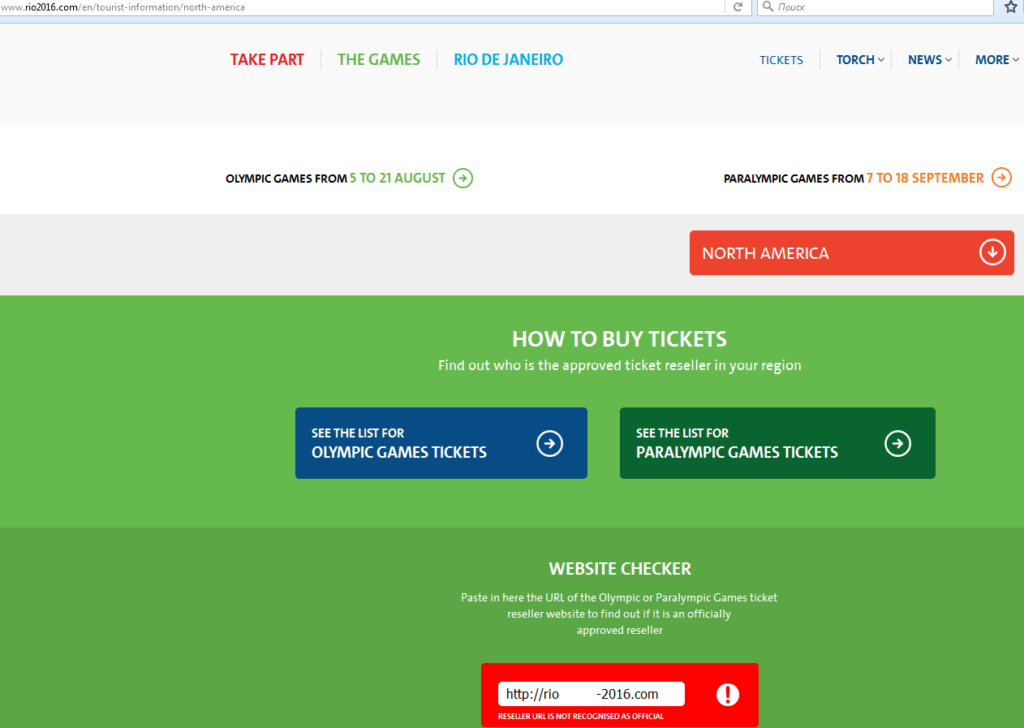 www.rio2016.com/en/tourist-information/north-america
Поиск
TAKE PART THE GAMES RIO DE JANEIRO TICKETS TORCH NEWS MORE
OLYMPIC GAMES FROM 5 TO 21 AUGUST PARALYMPIC GAMES FROM 7 TO 18 SEPTEMBER
NORTH AMERICA
HOW TO BUY TICKETS
Find out who is the approved ticket reseller in your region
SEE THE LIST FOR
OLYMPIC GAMES TICKETS
SEE THE LIST FOR
PARALYMPIC GAMES TICKETS
WEBSITE CHECKER
Paste in here the URL of the Olympic or Paralympic Games ticket
reseller website to find out if it is an officially
approved reseller
http://rio -2016.com
RESELLER URL IS NOT RECOGNISED AS OFFICIAL